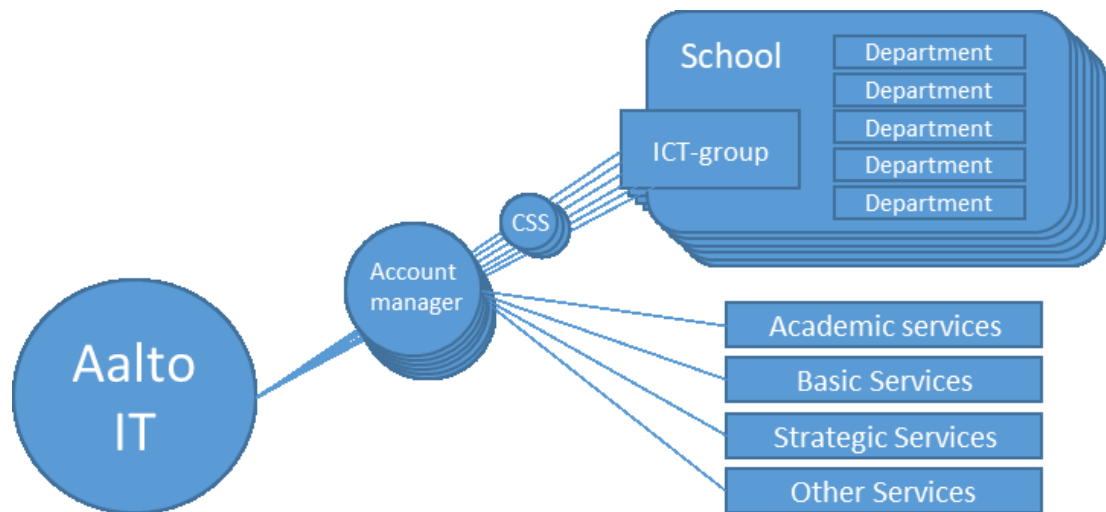 School
Department
Department
Department
Department
Department
ICT-group
CSS
Account
manager
Aalto
IT
Academic services
Basic Services
Strategic Services
Other Services